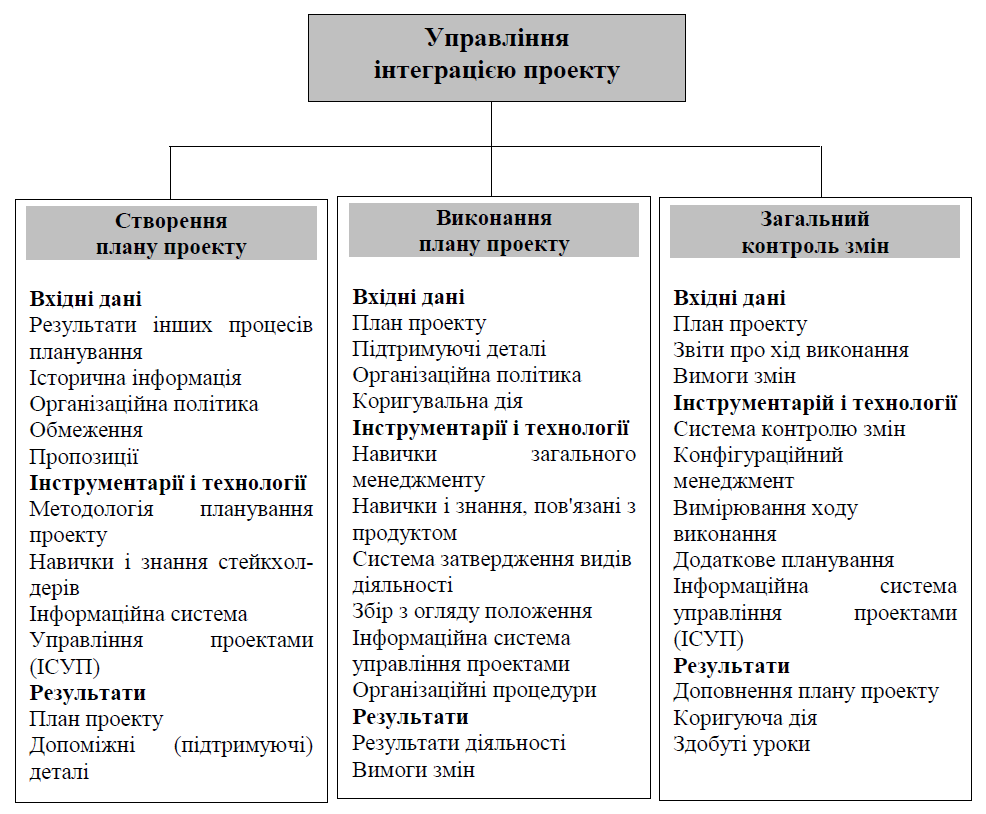 Управління
інтеграцією проекту
Створення
плану проекту
Вхідні дані
Результати інших процесів
планування
Історична інформація
Організаційна політика
Обмеження
Пропозиції
Інструментарії і технології
Методологія планування
проекту
Навички і знання стейкхол-
дерів
Інформаційна система
Управління проектами
(ІСУП)
Результати
План проекту
Допоміжні (підтримуючі)
деталі
Виконання
плану проекту
Вхідні дані
План проекту
Підтримуючі деталі
Організаційна політика
Коригувальна дія
Інструментарії і технології
Навички загального
менеджменту
Навички і знання, пов'язані з
продуктом
Система затвердження видів
діяльності
Збір з огляду положення
Інформаційна система
управління проектами
Організаційні процедури
Результати
Результати діяльності
Вимоги змін
Загальний
контроль змін
Вхідні дані
План проекту
Звіти про хід виконання
Вимоги змін
Інструментарій і технології
Система контролю змін
Конфігураційний
менеджмент
Вимірювання ходу
виконання
Додаткове планування
Інформаційна система
управління проектами
(ІСУП)
Результати
Доповнення плану проекту
Коригуюча дія
Здобуті уроки